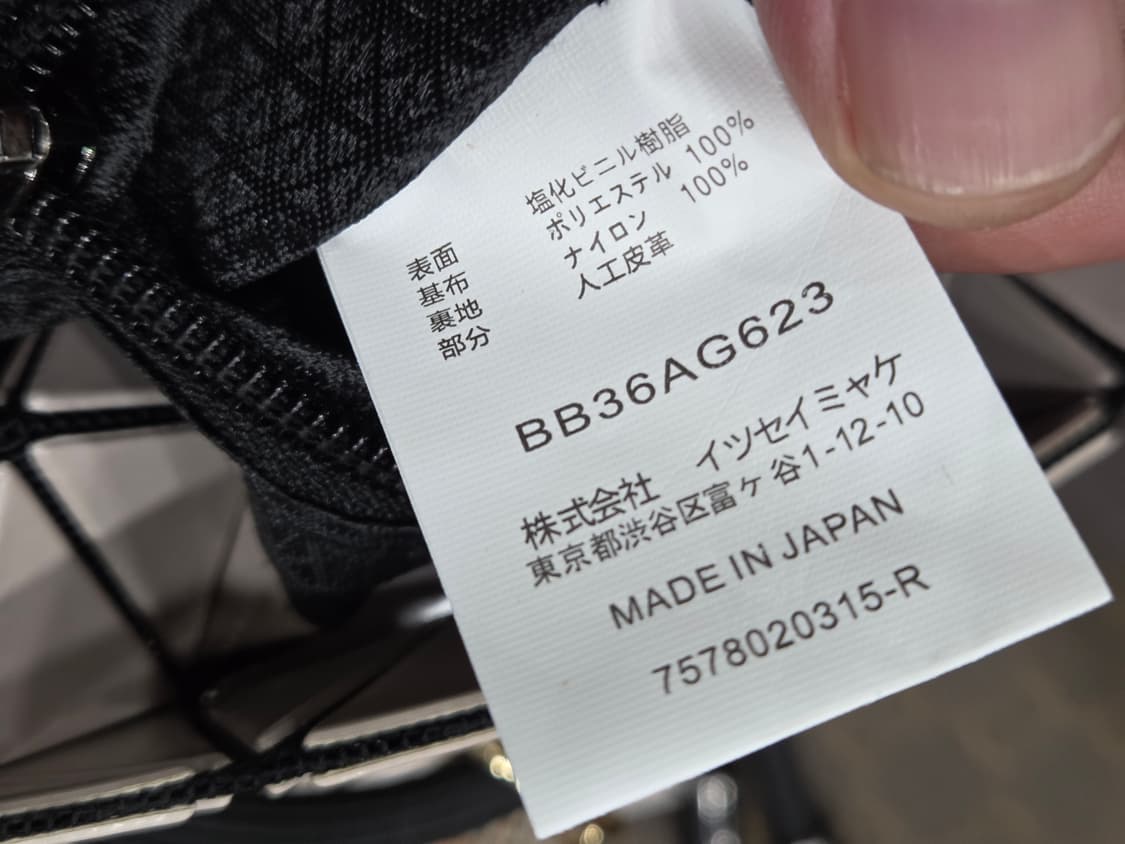 表面 塩化ビニル樹脂
基布 ポリエステル 100%
裏地 ナイロン 100%
部分 人工皮革
BB36AG623
株式会社 イツセイミヤケ
東京都渋谷区富ヶ谷1-12-10
MADE IN JAPAN
7578020315-R